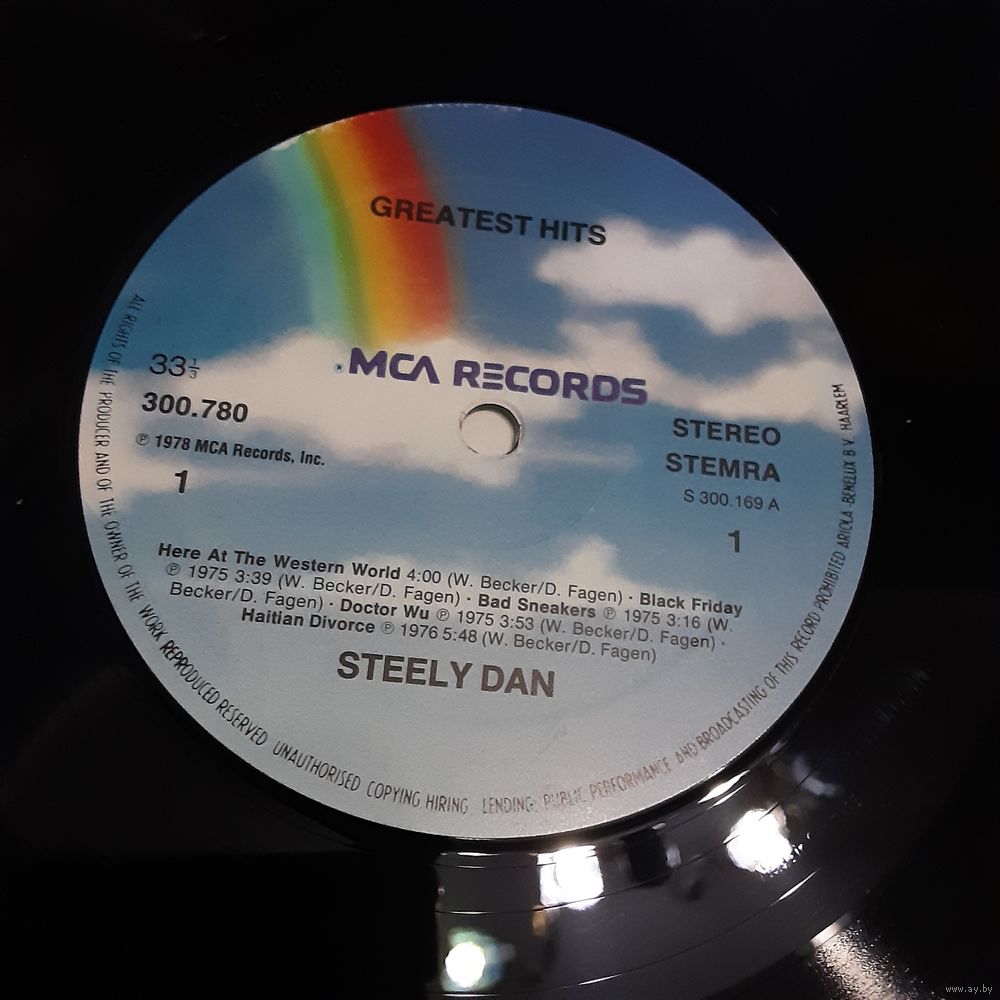 GREATEST HITS
MCA RECORDS
33⅓
300.780
℗ 1978 MCA Records, Inc.
1
STEREO
STEMRA
S 300.169 A
1
Here At The Western World 4:00 (W. Becker/D. Fagen) · Black Friday
℗ 1975 3:39 (W. Becker/D. Fagen) · Bad Sneakers ℗ 1975 3:16 (W.
Becker/D. Fagen) · Doctor Wu ℗ 1975 3:53 (W. Becker/D. Fagen) ·
Haitian Divorce ℗ 1976 5:48 (W. Becker/D. Fagen)
STEELY DAN
ALL RIGHTS OF THE PRODUCER AND OF THE OWNER OF THE WORK REPRODUCED RESERVED UNAUTHORISED COPYING, HIRING, LENDING, PUBLIC PERFORMANCE AND BROADCASTING OF THIS RECORD PROHIBITED ARIOLA-BENELUX B.V. HAARLEM
www.ay.by